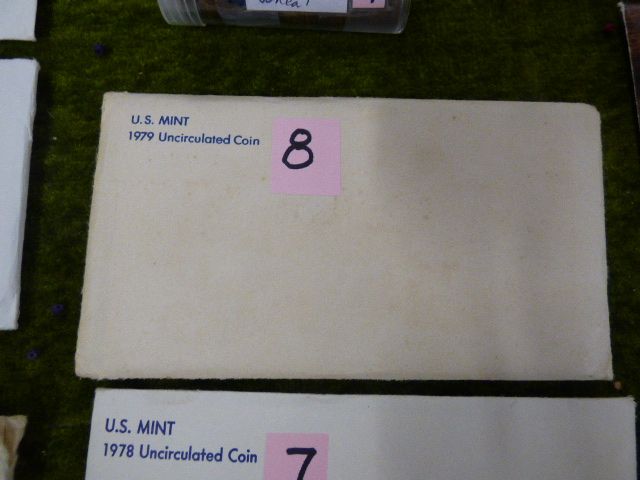 U.S. MINT
1979 Uncirculated Coin
8
U.S. MINT
1978 Uncirculated Coin
7